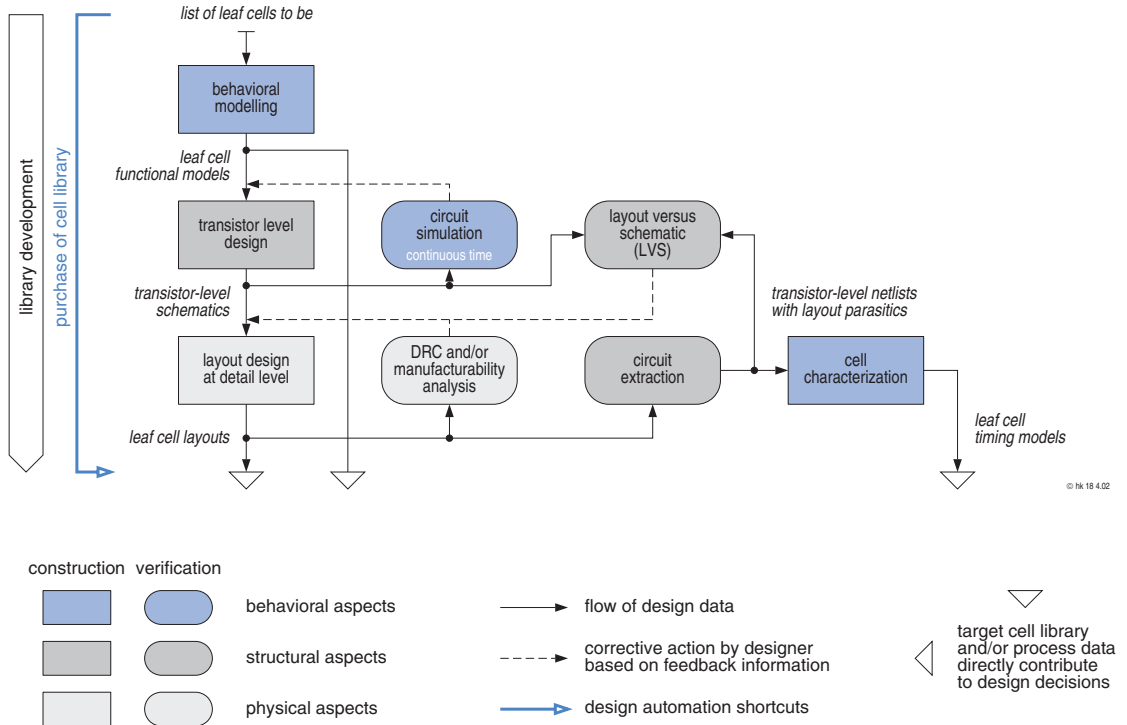 list of leaf cells to be
behavioral
modelling
library development
purchase of cell library
leaf cell
functional models
transistor level
design
circuit
simulation
continuous time
layout versus
schematic
(LVS)
transistor-level
schematics
transistor-level netlists
with layout parasitics
layout design
at detail level
DRC and/or
manufacturability
analysis
circuit
extraction
cell
characterization
leaf cell layouts
leaf cell
timing models
© hk 18 4.02
construction
verification
behavioral aspects
flow of design data
structural aspects
corrective action by designer
based on feedback information
physical aspects
design automation shortcuts
target cell library
and/or process data
directly contribute
to design decisions